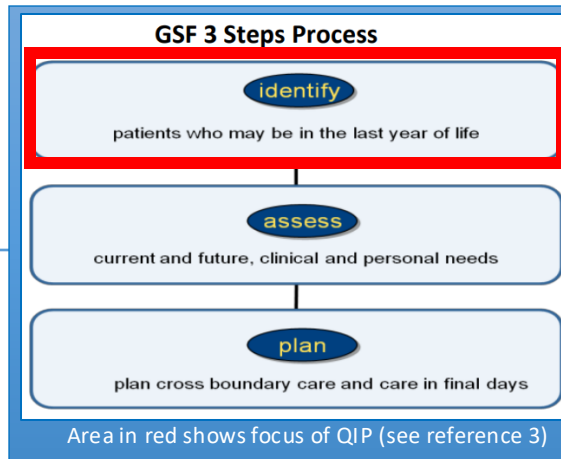 GSF 3 Steps Process
identify
patients who may be in the last year of life
assess
current and future, clinical and personal needs
plan
plan cross boundary care and care in final days
Area in red shows focus of QIP (see reference 3)